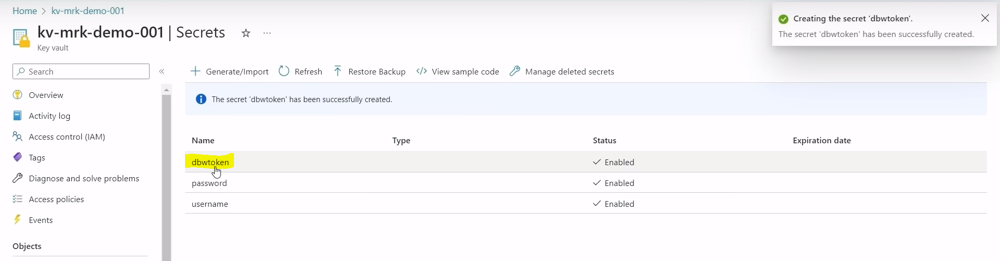 Home > kv-mrk-demo-001
kv-mrk-demo-001 | Secrets
Key vault
Creating the secret 'dbwtoken'.
The secret 'dbwtoken' has been successfully created.
Search
Overview
Activity log
Access control (IAM)
Tags
Diagnose and solve problems
Access policies
Events
Objects
Generate/Import Refresh Restore Backup View sample code Manage deleted secrets
The secret 'dbwtoken' has been successfully created.
Name Type Status Expiration date
dbwtoken Enabled
password Enabled
username Enabled